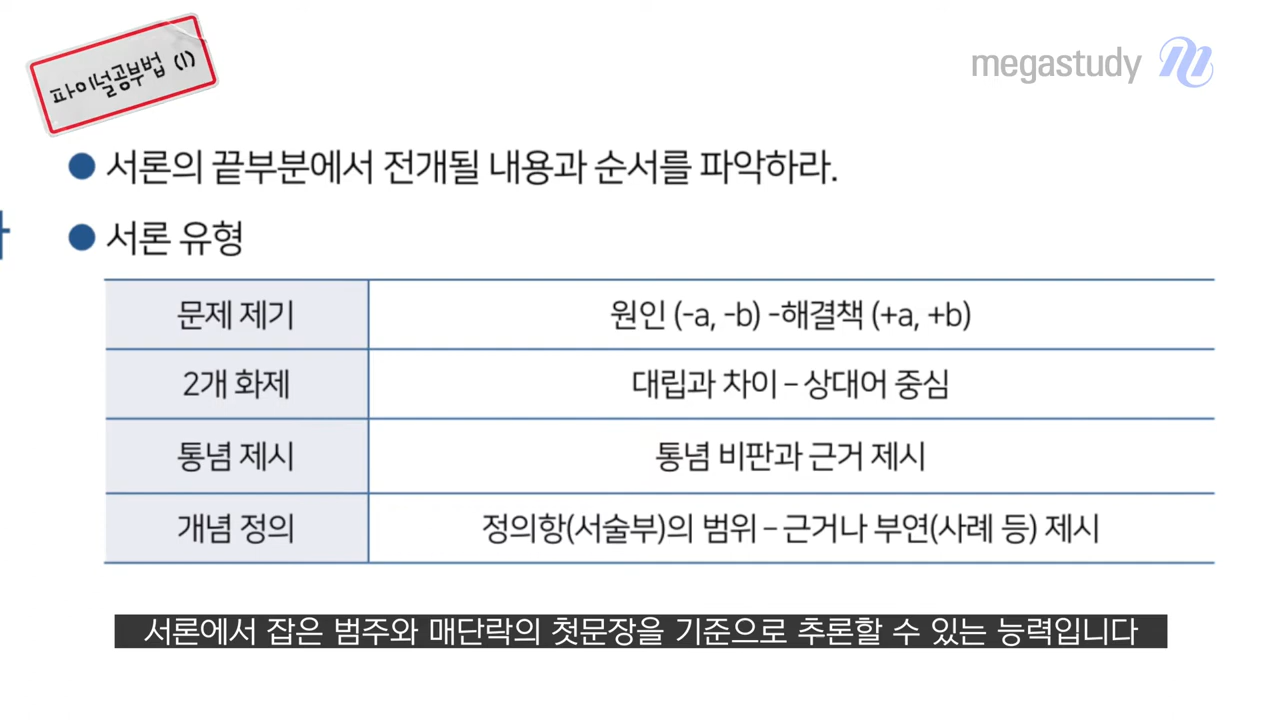 파이널공부법 (1)
megastudy
서론의 끝부분에서 전개될 내용과 순서를 파악하라.
서론 유형
문제 제기 원인 (-a, -b) -해결책 (+a, +b)
2개 화제 대립과 차이 – 상대어 중심
통념 제시 통념 비판과 근거 제시
개념 정의 정의항(서술부)의 범위 – 근거나 부연(사례 등) 제시
서론에서 잡은 범주와 매단락의 첫문장을 기준으로 추론할 수 있는 능력입니다